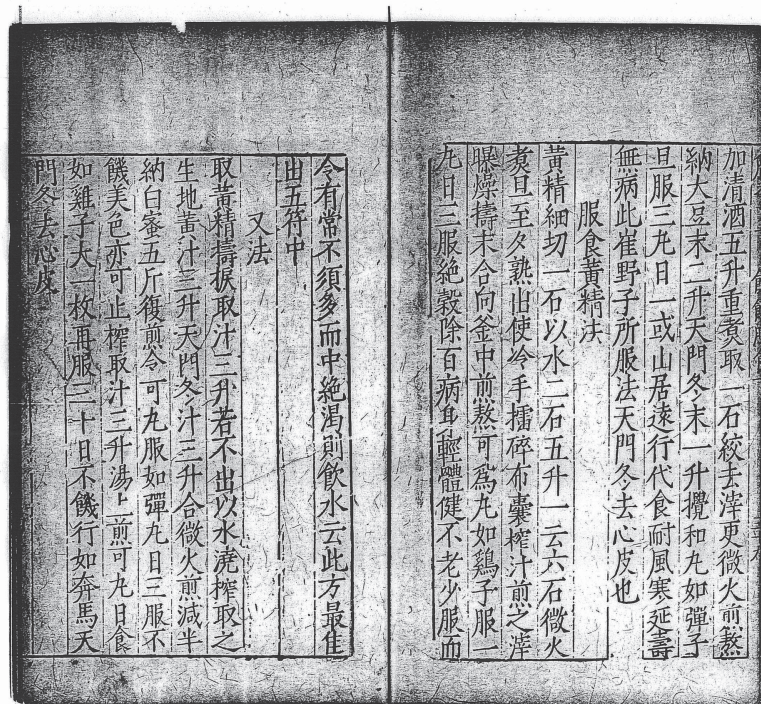 加清酒五升重煑取一石絞去滓更微火煎熬
納大豆末二升天門冬末一升攪和丸如彈子
旦服三丸日一或山居遠行代食耐風寒延壽
無病此崔野子所服法天門冬去心皮也
服食黃精法
黃精細切一石以水二石五升一云六石微火
煑旦至夕熟出使冷手擂碎布囊榨汁煎之滓
曝燥擣末合向釜中煎熬可爲丸如鷄子服一
丸日三服絶穀除百病身輕體健不老少服而
令有常不須多而中絶渴則飲水云此方最佳
出五符中
又法
取黃精擣捩取汁三升若不出以水澆榨取之
生地黃汁三升天門冬汁三升合微火煎減半
納白蜜五斤復煎令可丸服如彈丸日三服不
饑美色亦可止榨取汁三升湯上煎可丸日食
如雞子大一枚再服三十日不饑行如奔馬天
門冬去心皮